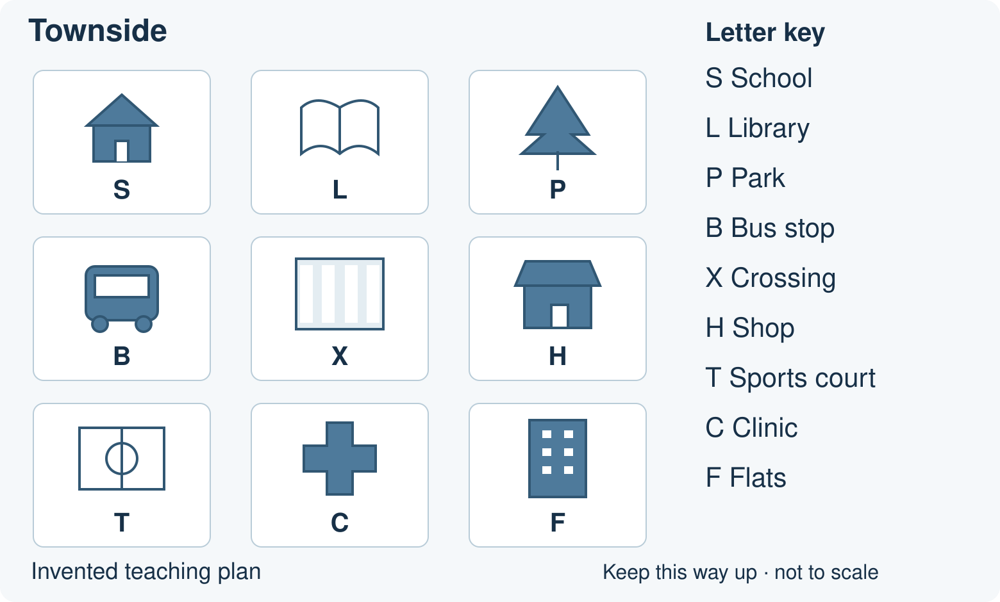 Townside
S
L
P
B
X
H
T
C
F
Invented teaching plan
Letter key
S School
L Library
P Park
B Bus stop
X Crossing
H Shop
T Sports court
C Clinic
F Flats
Keep this way up · not to scale